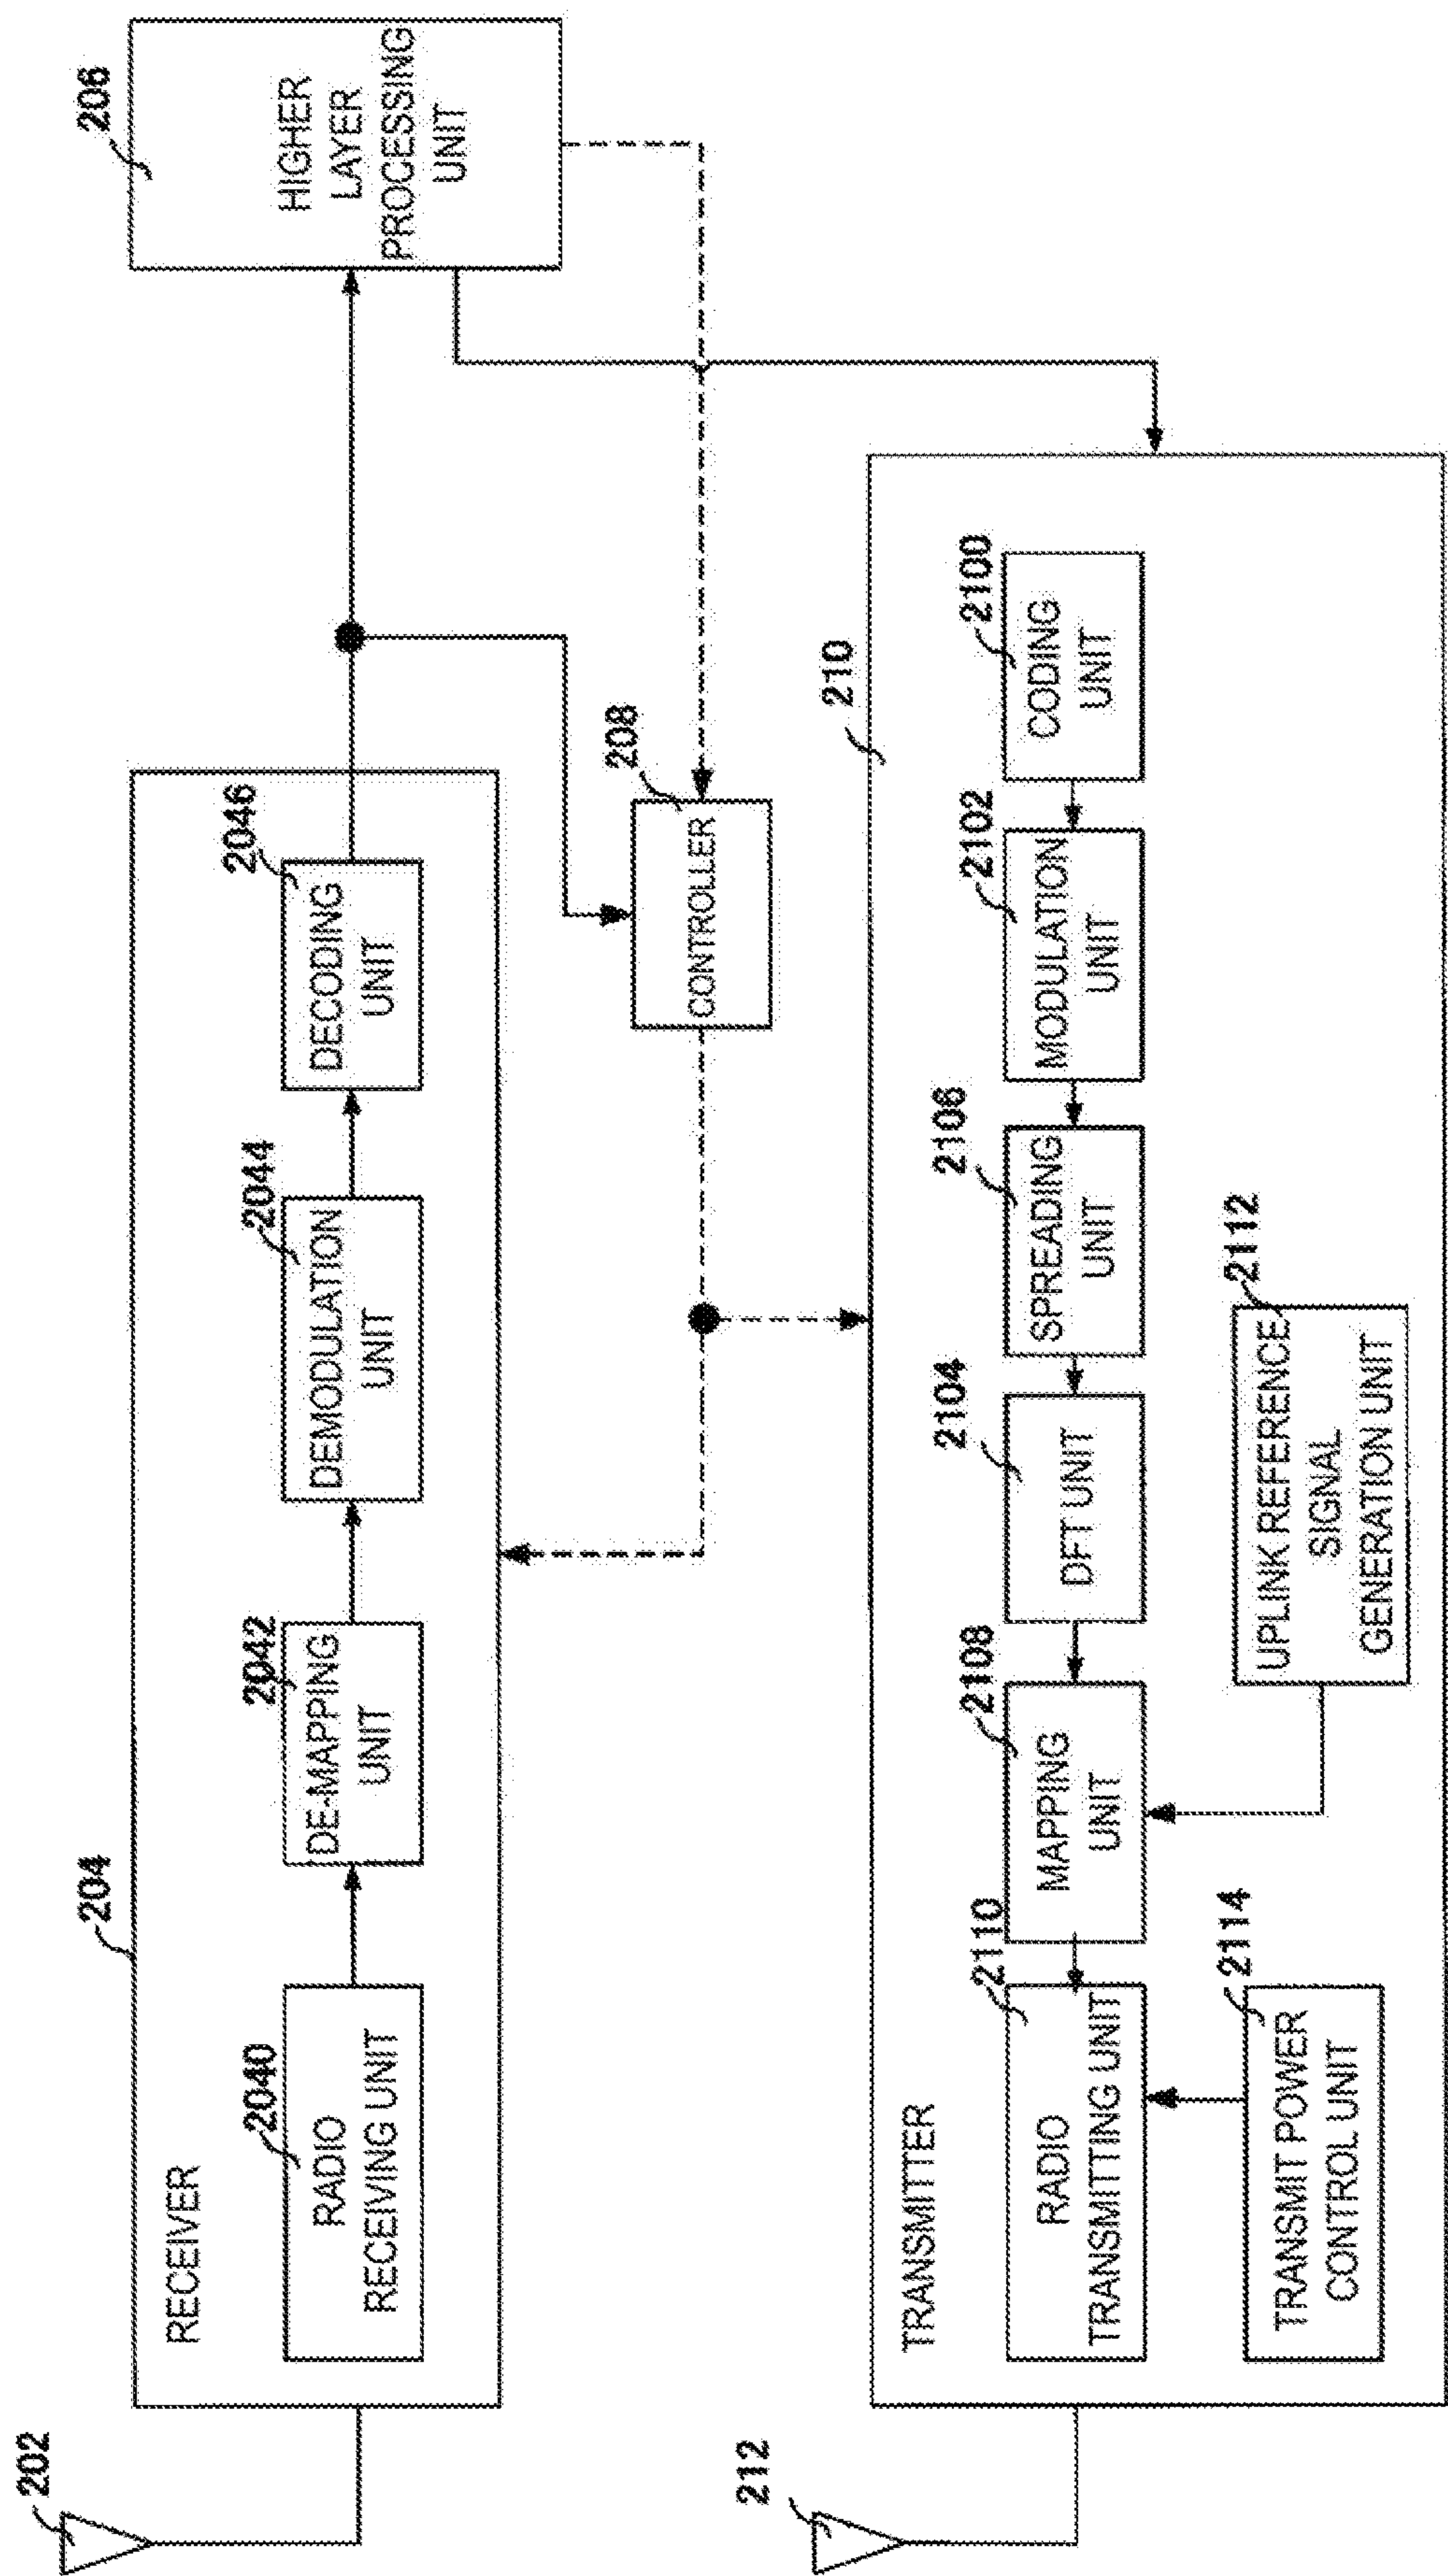 202
204
RECEIVER
2040
RADIO
RECEIVING UNIT
2042
DE-MAPPING
UNIT
2044
DEMODULATION
UNIT
2046
DECODING
UNIT
206
HIGHER
LAYER
PROCESSING
UNIT
208
CONTROLLER
212
210
TRANSMITTER
2110
RADIO
TRANSMITTING UNIT
2108
MAPPING
UNIT
2104
DFT UNIT
2106
SPREADING
UNIT
2102
MODULATION
UNIT
2100
CODING
UNIT
2114
TRANSMIT POWER
CONTROL UNIT
2112
UPLINK REFERENCE
SIGNAL
GENERATION UNIT